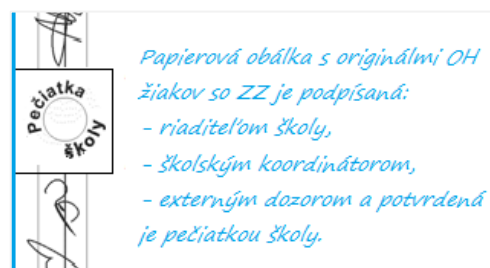 Pečiatka
školy
Papierová obálka s originálmi OH
žiakov so ZZ je podpísaná:
- riaditeľom školy,
- školským koordinátorom,
- externým dozorom a potvrdená
je pečiatkou školy.